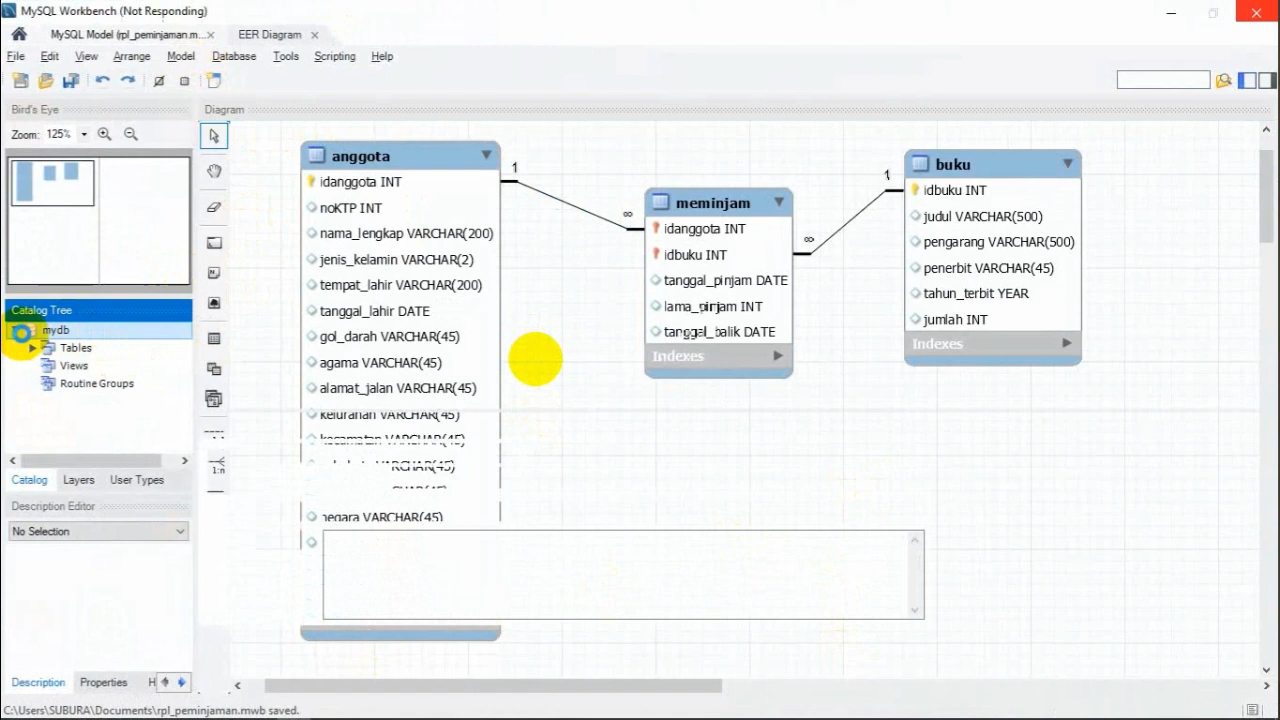 MySQL Workbench (Not Responding)
MySQL Model (rpl_peminjaman.m...
EER Diagram
File Edit View Arrange Model Database Tools Scripting Help
Bird's Eye
Zoom: 125%
Diagram
anggota
idanggota INT
noKTP INT
nama_lengkap VARCHAR(200)
jenis_kelamin VARCHAR(2)
tempat_lahir VARCHAR(200)
tanggal_lahir DATE
gol_darah VARCHAR(45)
agama VARCHAR(45)
alamat_jalan VARCHAR(45)
kelurahan VARCHAR(45)
kecamatan VARCHAR(45)
VARCHAR(45)
negara VARCHAR(45)
1
∞
meminjam
idanggota INT
idbuku INT
tanggal_pinjam DATE
lama_pinjam INT
tanggal_balik DATE
Indexes
∞
1
buku
idbuku INT
judul VARCHAR(500)
pengarang VARCHAR(500)
penerbit VARCHAR(45)
tahun_terbit YEAR
jumlah INT
Indexes
Catalog Tree
mydb
Tables
Views
Routine Groups
1:n
Catalog Layers User Types
Description Editor
No Selection
Description Properties H
C:\Users\SUBURA\Documents\rpl_peminjaman.mwb saved.